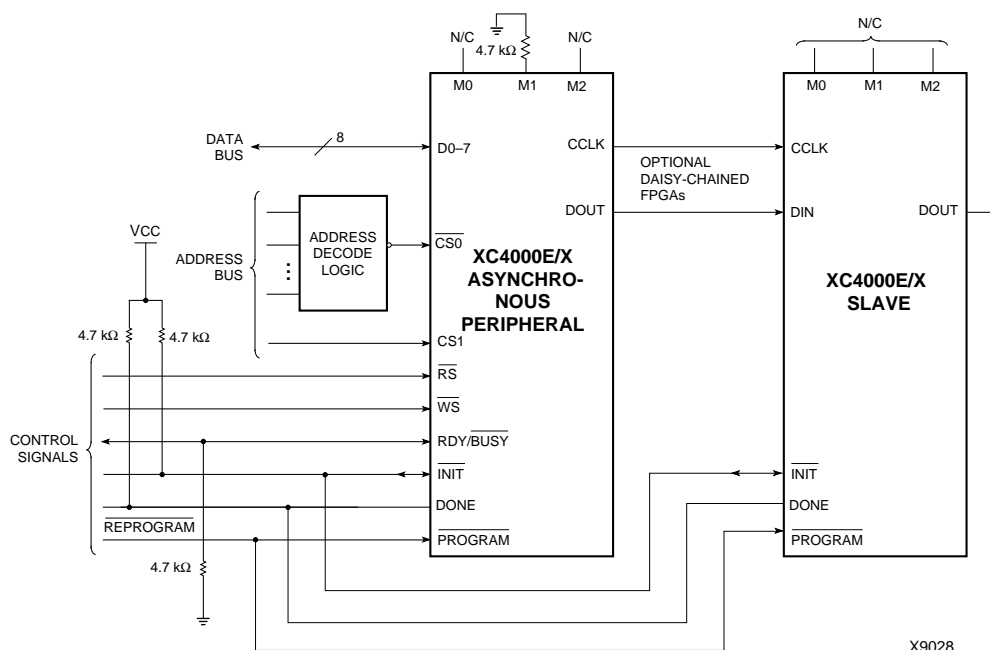 N/C
4.7 kΩ
N/C
N/C
M0
M1
M2
M0
M1
M2
DATA
BUS
8
D0–7
CCLK
CCLK
OPTIONAL
DAISY-CHAINED
FPGAs
DOUT
DIN
DOUT
ADDRESS
BUS
ADDRESS
DECODE
LOGIC
CS0
XC4000E/X
ASYNCHRO-
NOUS
PERIPHERAL
XC4000E/X
SLAVE
VCC
4.7 kΩ
4.7 kΩ
CS1
RS
WS
CONTROL
SIGNALS
RDY/BUSY
INIT
INIT
DONE
DONE
REPROGRAM
PROGRAM
PROGRAM
4.7 kΩ
X9028